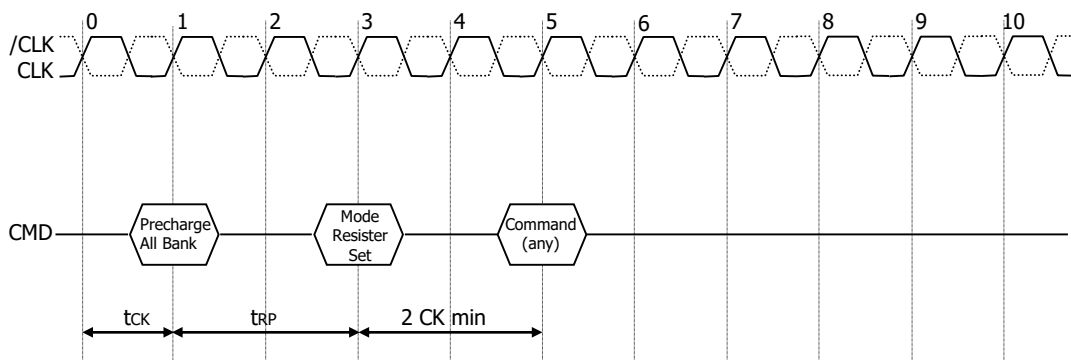 0 1 2 3 4 5 6 7 8 9 10
/CLK
CLK
CMD
Precharge
All Bank
Mode
Resister
Set
Command
(any)
tCK
tRP
2 CK min